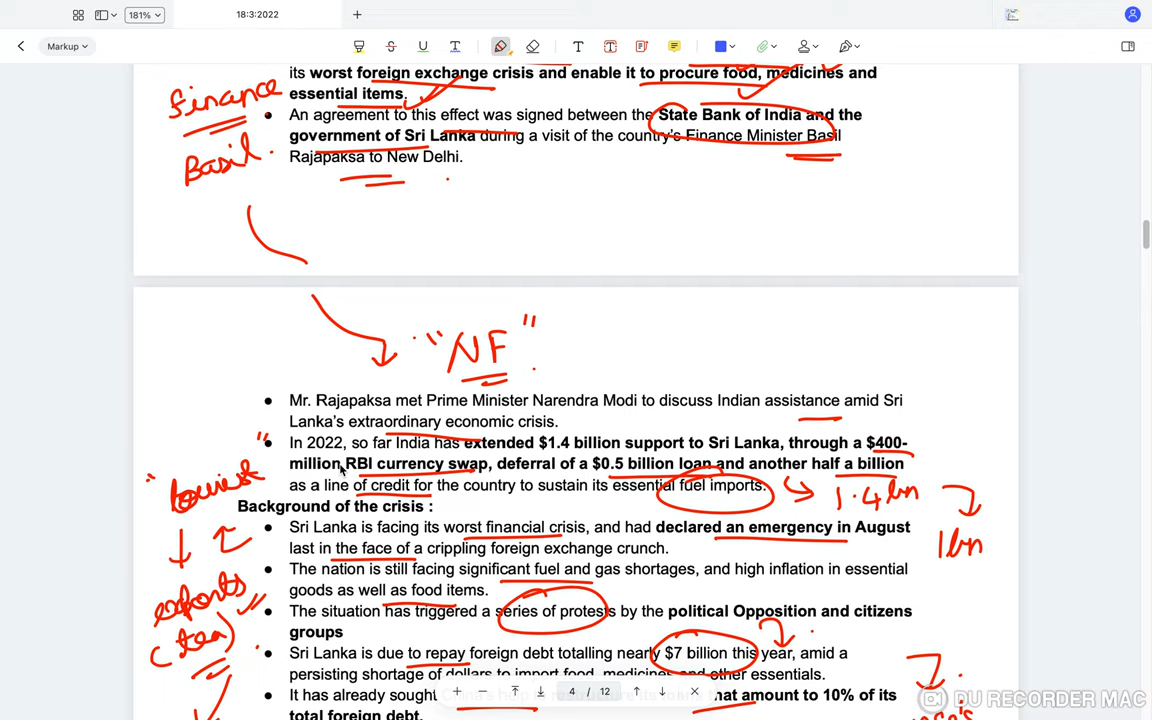 18:3:2022
181%
Markup
its worst foreign exchange crisis and enable it to procure food, medicines and
essential items.
An agreement to this effect was signed between the State Bank of India and the
government of Sri Lanka during a visit of the country's Finance Minister Basil
Rajapaksa to New Delhi.
finance
Basil.
"NF"
Mr. Rajapaksa met Prime Minister Narendra Modi to discuss Indian assistance amid Sri
Lanka's extraordinary economic crisis.
In 2022, so far India has extended $1.4 billion support to Sri Lanka, through a $400-
million RBI currency swap, deferral of a $0.5 billion loan and another half a billion
as a line of credit for the country to sustain its essential fuel imports.
1.4bn
1bn
tourist
exports
(tea)
Background of the crisis :
Sri Lanka is facing its worst financial crisis, and had declared an emergency in August
last in the face of a crippling foreign exchange crunch.
The nation is still facing significant fuel and gas shortages, and high inflation in essential
goods as well as food items.
The situation has triggered a series of protests by the political Opposition and citizens
groups
Sri Lanka is due to repay foreign debt totalling nearly $7 billion this year, amid a
persisting shortage of dollars to import food, medicines and other essentials.
It has already sought that amount to 10% of its
total foreign debt.
4 / 12
DU RECORDER MAC